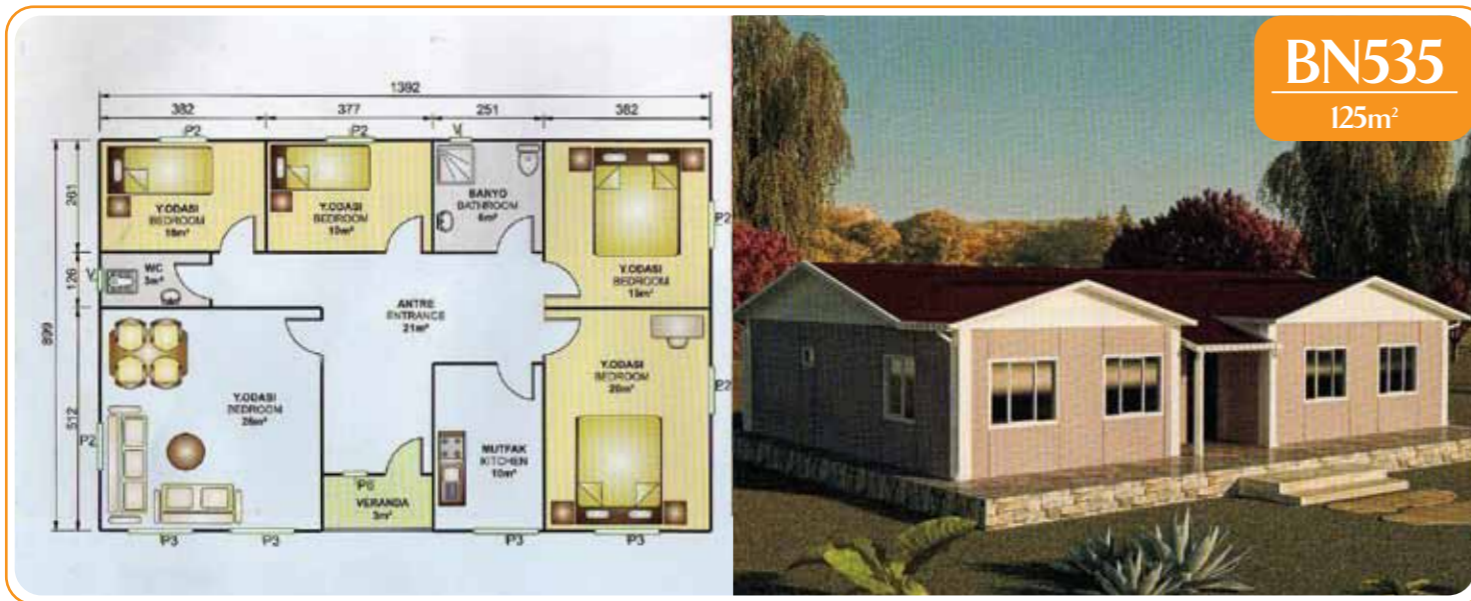 BN535
125m²
1392
382 377 251 382
P2 P2 V
261
126
512
899
Y.ODASI
BEDROOM
Y.ODASI
BEDROOM
10m²
BANYO
BATHROOM
6m²
P2
Y.ODASI
BEDROOM
15m²
V
WC
3m²
ANTRE
ENTRANCE
21m²
Y.ODASI
BEDROOM
20m²
P2
Y.ODASI
BEDROOM
P2
MUTFAK
KITCHEN
10m²
VERANDA
3m²
P3 P3 P3 P3